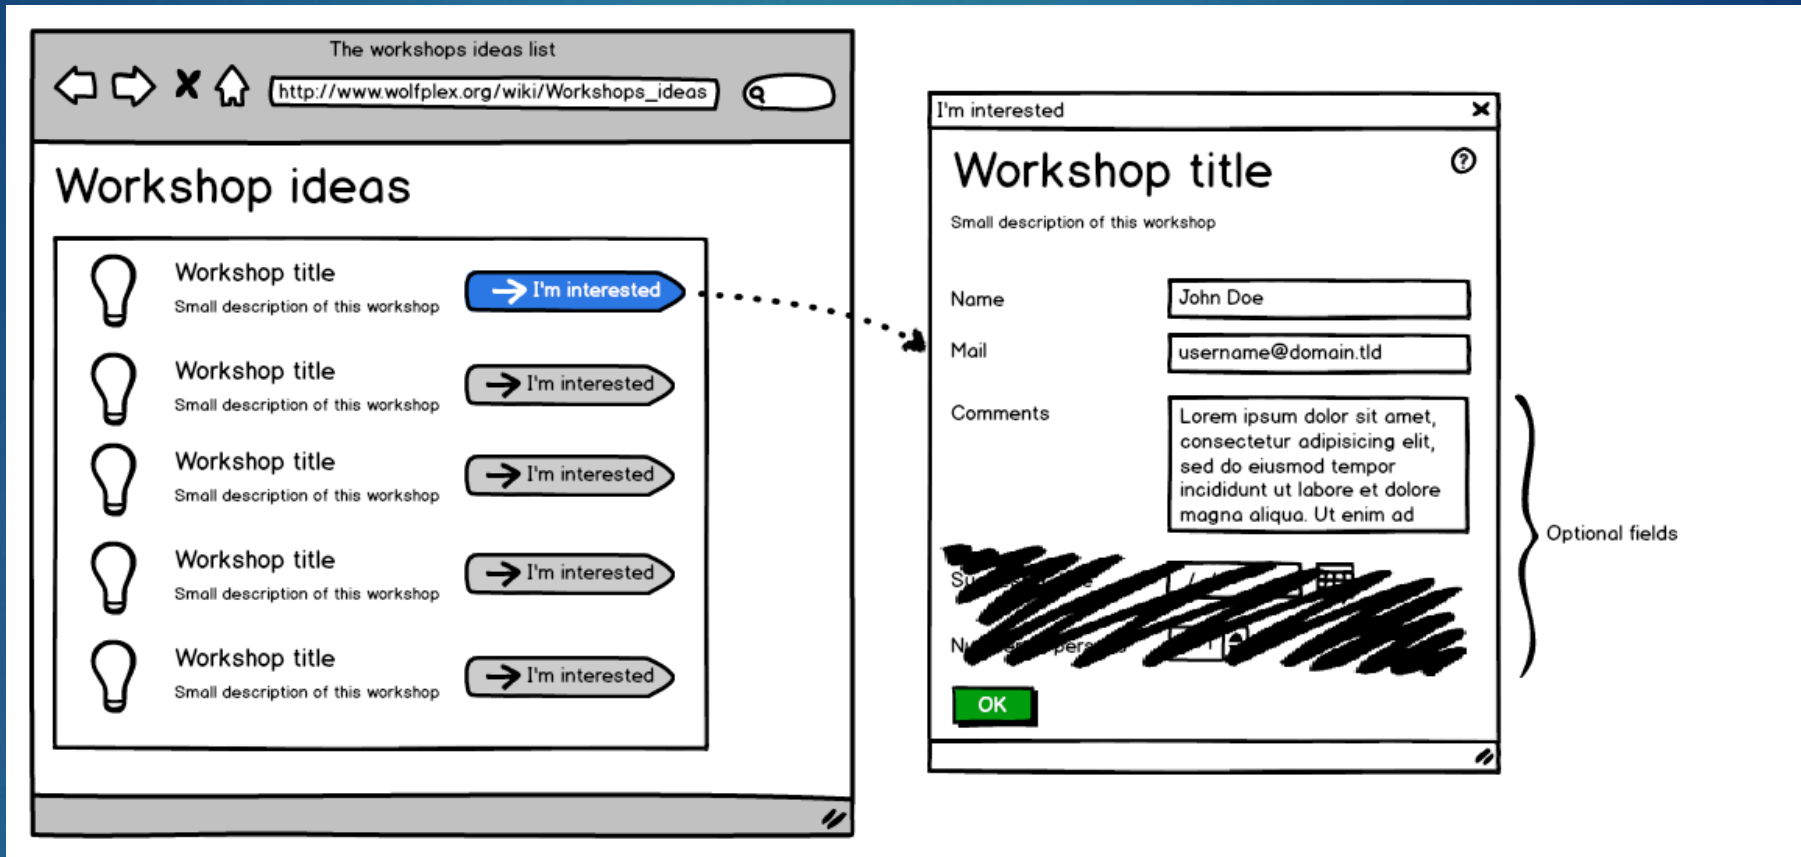 The workshops ideas list
http://www.wolfplex.org/wiki/Workshops_ideas
Workshop ideas
Workshop title
Small description of this workshop
I'm interested
Workshop title
Small description of this workshop
I'm interested
Workshop title
Small description of this workshop
I'm interested
Workshop title
Small description of this workshop
I'm interested
Workshop title
Small description of this workshop
I'm interested
I'm interested
Workshop title
?
Small description of this workshop
Name
John Doe
Mail
username@domain.tld
Comments
Lorem ipsum dolor sit amet,
consectetur adipisicing elit,
sed do eiusmod tempor
incididunt ut labore et dolore
magna aliqua. Ut enim ad
Optional fields
OK